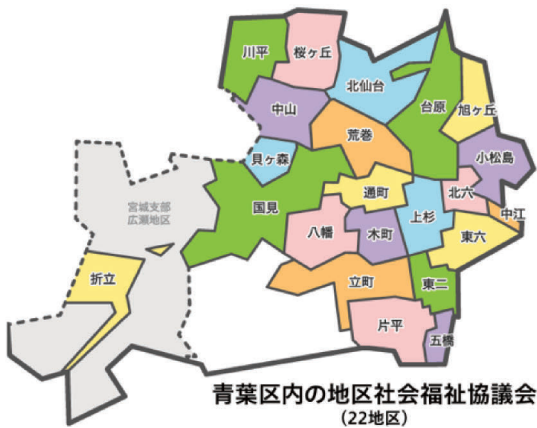 川平
桜ヶ丘
北仙台
台原
旭ヶ丘
中山
荒巻
小松島
貝ヶ森
宮城支部
広瀬地区
国見
通町
北六
八幡
木町
上杉
中江
東六
折立
立町
東二
片平
五橋
青葉区内の地区社会福祉協議会
（22地区）